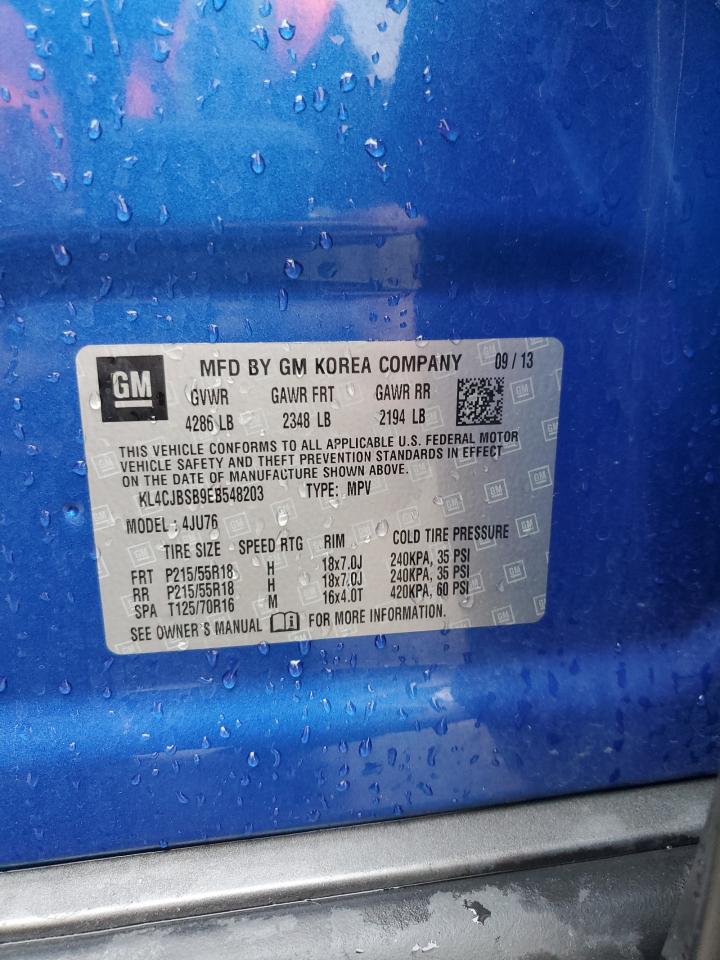 GM MFD BY GM KOREA COMPANY 09 / 13
GVWR GAWR FRT GAWR RR
4286 LB 2348 LB 2194 LB
THIS VEHICLE CONFORMS TO ALL APPLICABLE U.S. FEDERAL MOTOR
VEHICLE SAFETY AND THEFT PREVENTION STANDARDS IN EFFECT
ON THE DATE OF MANUFACTURE SHOWN ABOVE.
KL4CJBSB9EB548203 TYPE: MPV
MODEL : 4JU76
TIRE SIZE SPEED RTG RIM COLD TIRE PRESSURE
FRT P215/55R18 H 18x7.0J 240KPA, 35 PSI
RR P215/55R18 H 18x7.0J 240KPA, 35 PSI
SPA T125/70R16 M 16x4.0T 420KPA, 60 PSI
SEE OWNER'S MANUAL i FOR MORE INFORMATION.